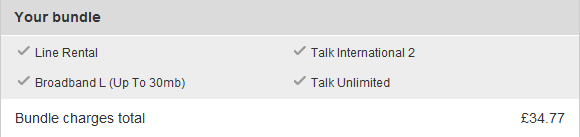 Your bundle
Line Rental
Talk International 2
Broadband L (Up To 30mb)
Talk Unlimited
Bundle charges total
£34.77